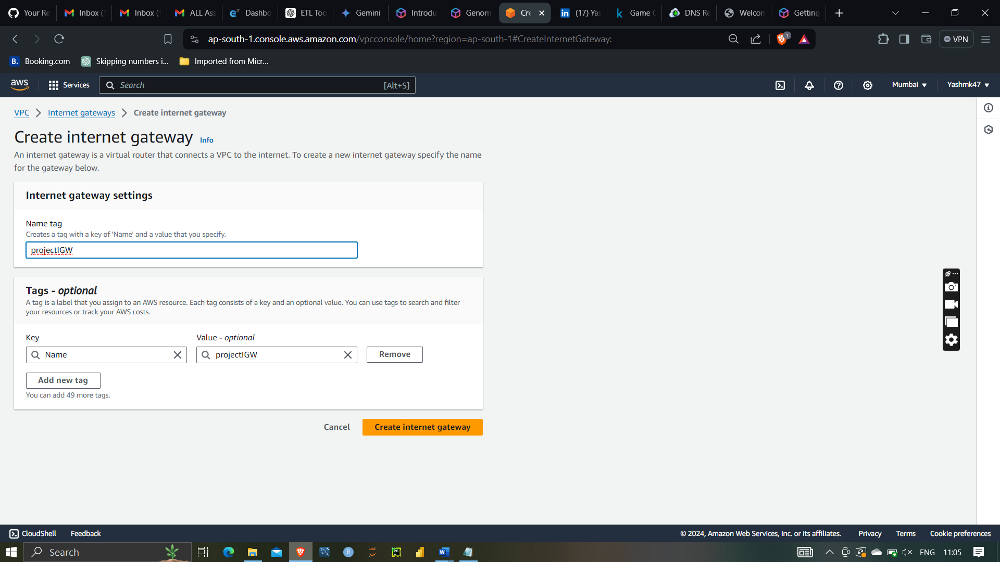 Your Re
Inbox (
Inbox (
ALL Ass
Dashbo
ETL Too
Gemini
Introdu
Genom
Cre
(17) Yas
Game C
DNS Re
Welcom
Getting
ap-south-1.console.aws.amazon.com/vpcconsole/home?region=ap-south-1#CreateInternetGateway:
1
VPN
B. Booking.com
Skipping numbers i...
Imported from Micr...
aws
Services
Search
[Alt+S]
Mumbai
Yashmk47
VPC
Internet gateways
Create internet gateway
Create internet gateway Info
An internet gateway is a virtual router that connects a VPC to the internet. To create a new internet gateway specify the name
for the gateway below.
Internet gateway settings
Name tag
Creates a tag with a key of 'Name' and a value that you specify.
projectIGW
Tags - optional
A tag is a label that you assign to an AWS resource. Each tag consists of a key and an optional value. You can use tags to search and filter
your resources or track your AWS costs.
Key
Value - optional
Name
projectIGW
Remove
Add new tag
You can add 49 more tags.
Cancel
Create internet gateway
CloudShell
Feedback
© 2024, Amazon Web Services, Inc. or its affiliates.
Privacy
Terms
Cookie preferences
Search
ENG
11:05